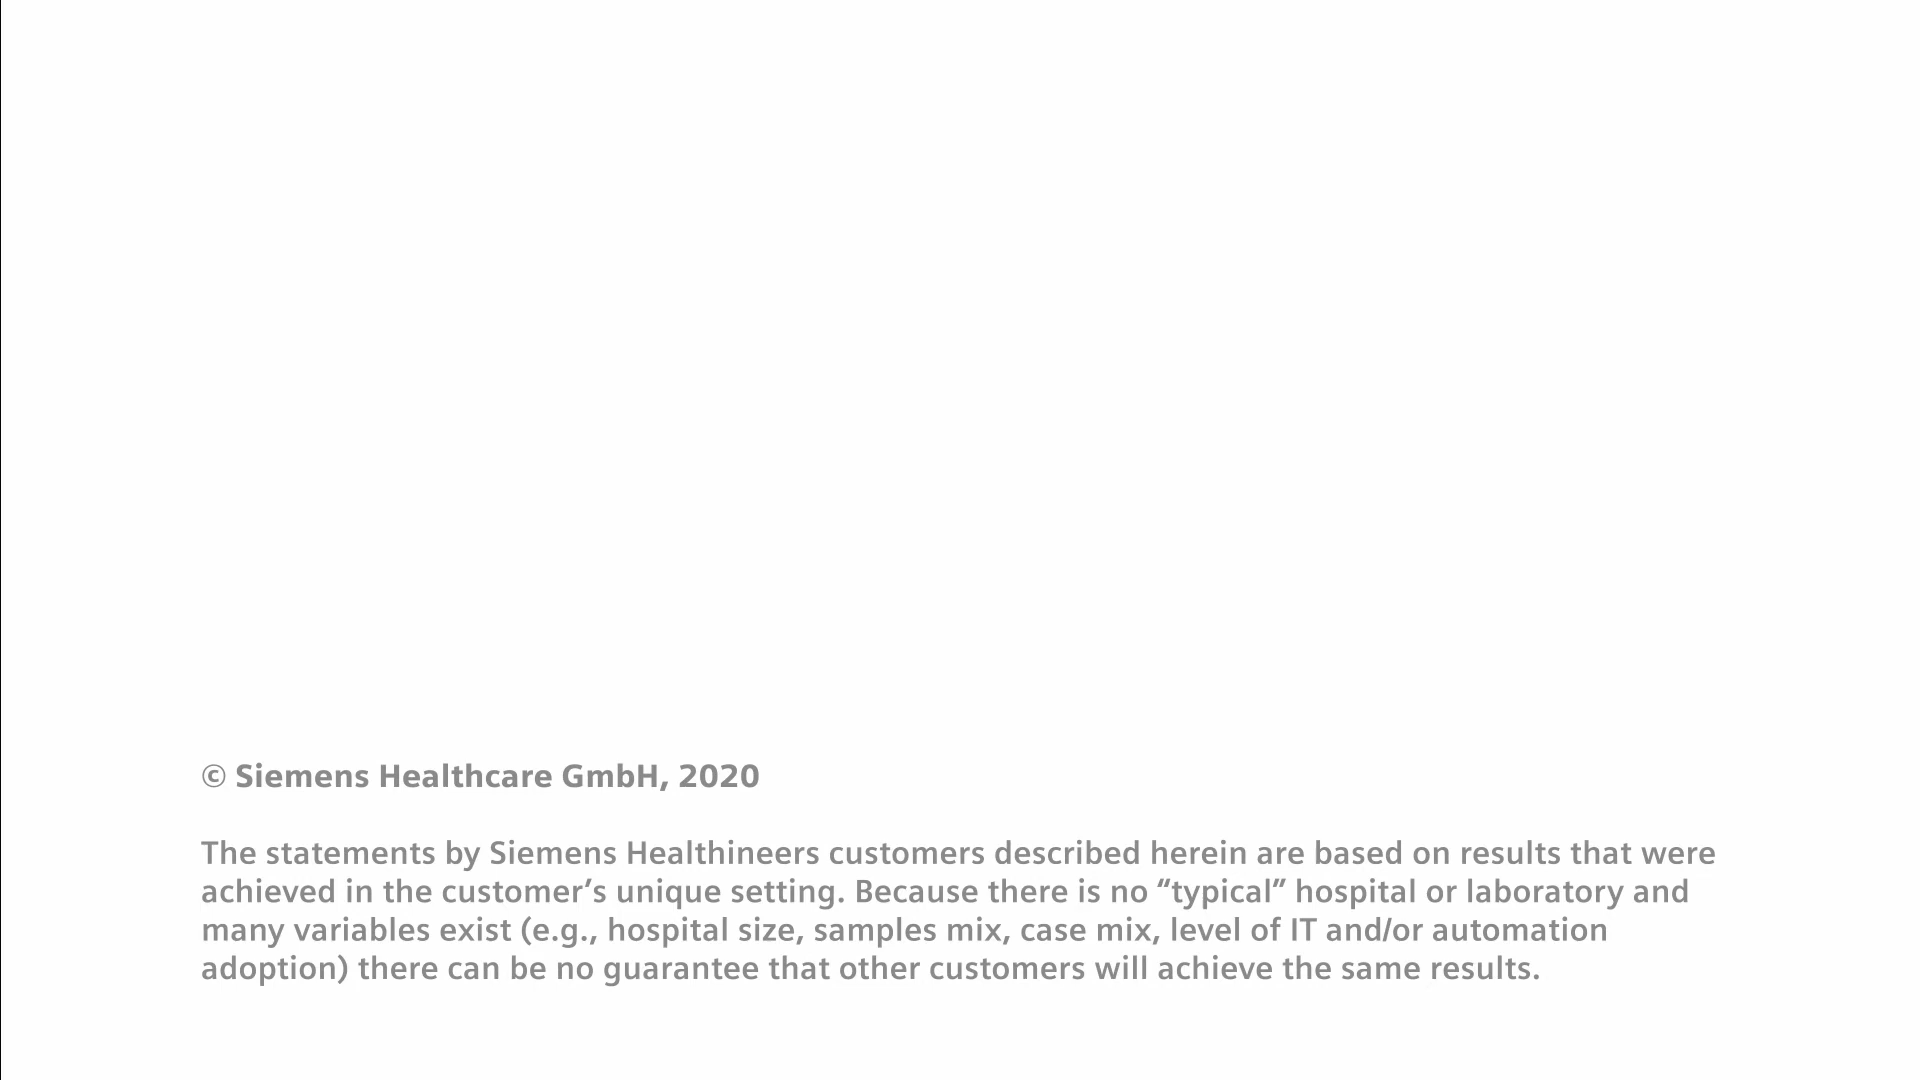 © Siemens Healthcare GmbH, 2020
The statements by Siemens Healthineers customers described herein are based on results that were
achieved in the customer’s unique setting. Because there is no “typical” hospital or laboratory and
many variables exist (e.g., hospital size, samples mix, case mix, level of IT and/or automation
adoption) there can be no guarantee that other customers will achieve the same results.